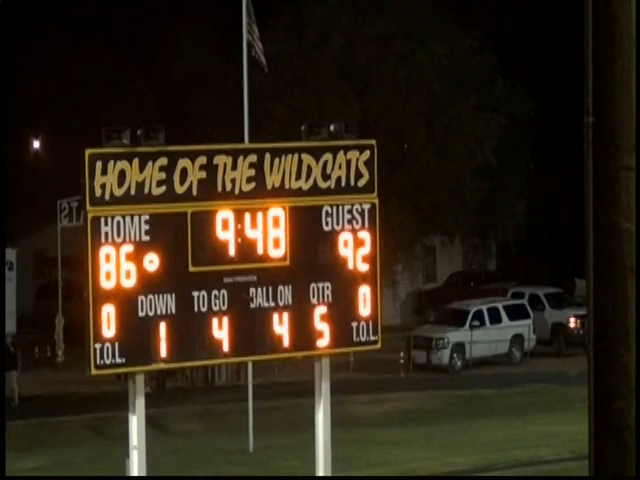 HOME OF THE WILDCATS
HOME 9:48 GUEST
86 92
DOWN TO GO BALL ON QTR
0 1 4 4 5 0
T.O.L. T.O.L.